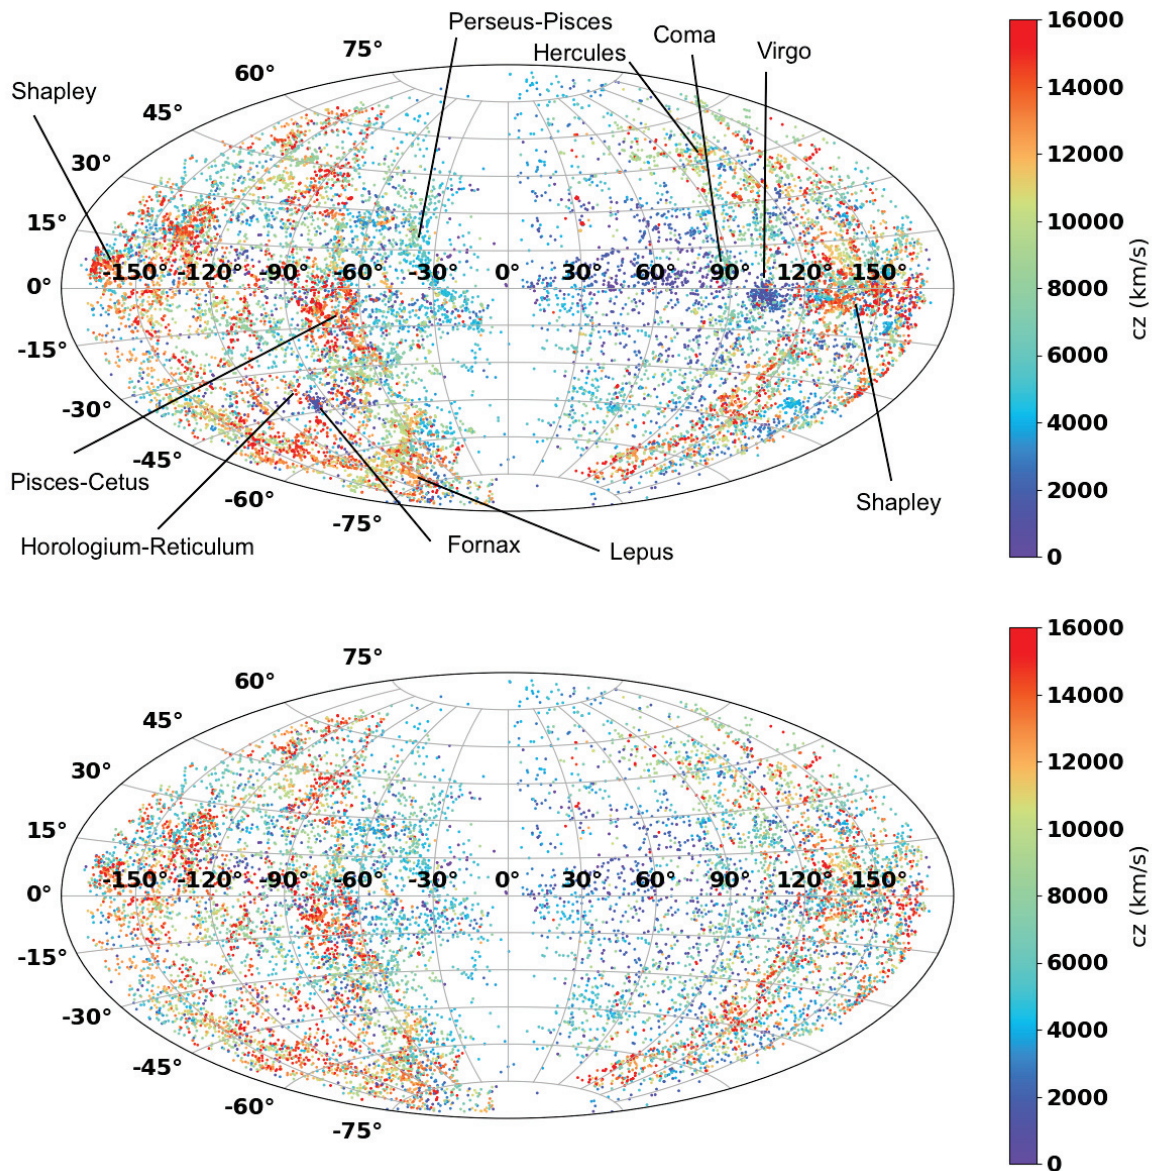 Perseus-Pisces
Coma
Hercules
Virgo
Shapley
75°
60°
45°
30°
15°
0°
-15°
-30°
-45°
-60°
-75°
-150° -120° -90° -60° -30° 0° 30° 60° 90° 120° 150°
Pisces-Cetus
Horologium-Reticulum
Fornax
Lepus
Shapley
16000
14000
12000
10000
8000
6000
4000
2000
0
cz (km/s)
75°
60°
45°
30°
15°
0°
-15°
-30°
-45°
-60°
-75°
-150° -120° -90° -60° -30° 0° 30° 60° 90° 120° 150°
16000
14000
12000
10000
8000
6000
4000
2000
0
cz (km/s)